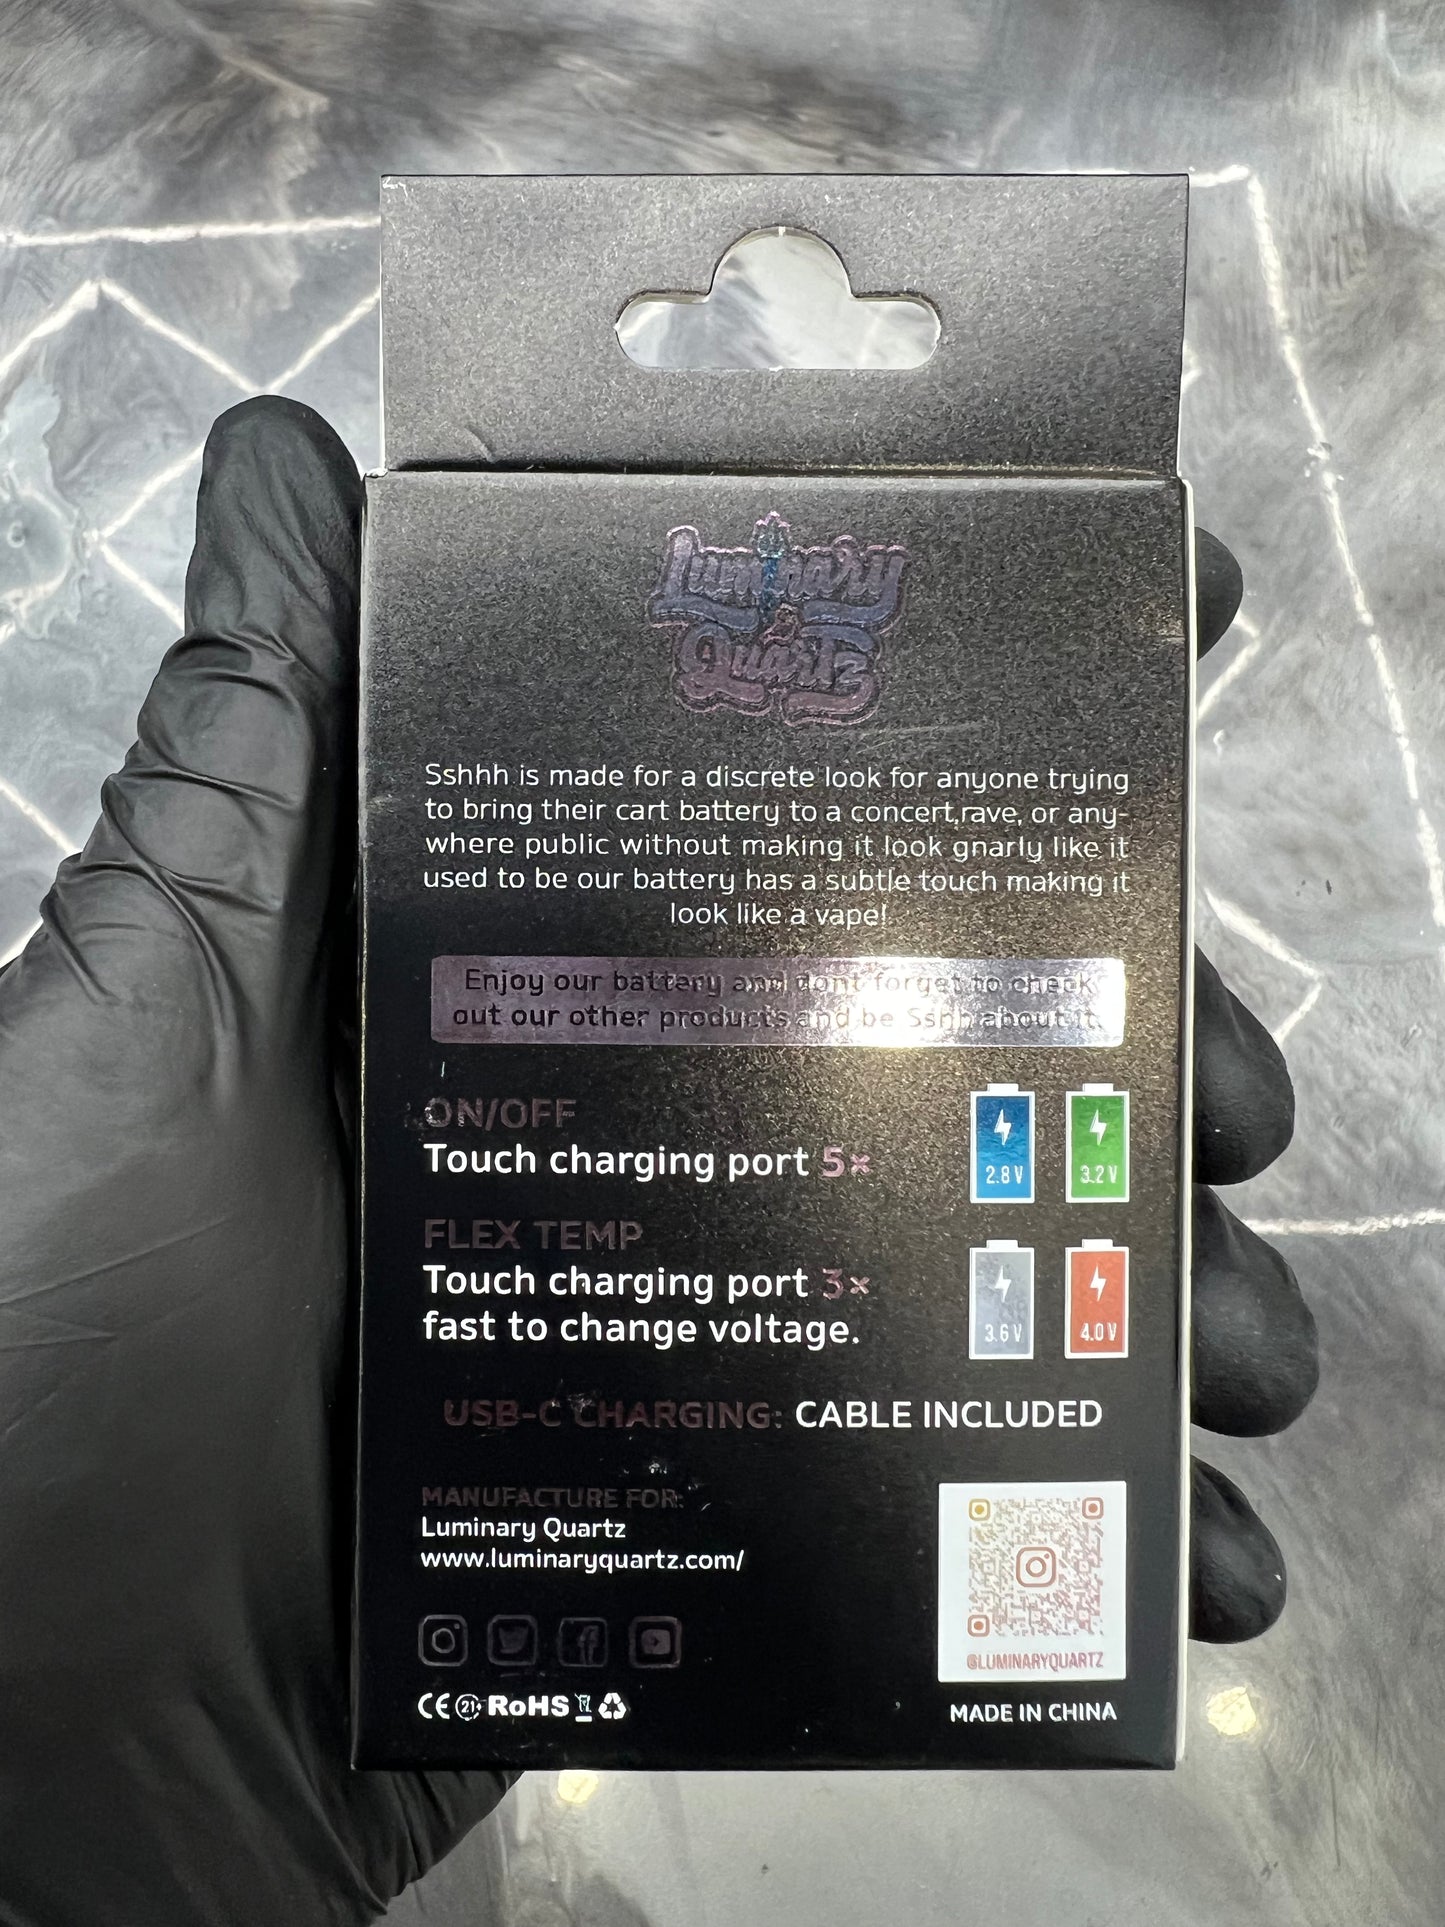 Luminary
Quartz
Sshhh is made for a discrete look for anyone trying
to bring their cart battery to a concert,rave, or any-
where public without making it look gnarly like it
used to be our battery has a subtle touch making it
look like a vape!
Enjoy our battery and dont forget to check
out our other products and be Sshh about it.
ON/OFF
Touch charging port 5×
2.8 V
3.2 V
FLEX TEMP
Touch charging port 3×
fast to change voltage.
3.6 V
4.0 V
USB-C CHARGING: CABLE INCLUDED
MANUFACTURE FOR:
Luminary Quartz
www.luminaryquartz.com/
@LUMINARYQUARTZ
CE 21+ RoHS
MADE IN CHINA